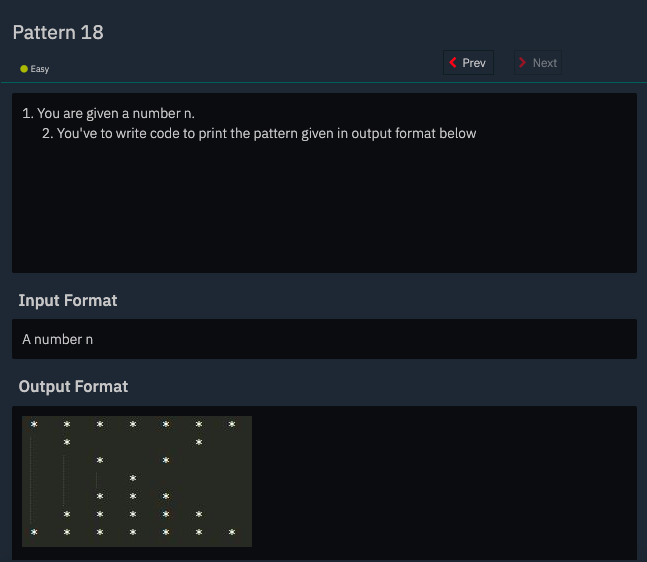 Pattern 18
Easy
Prev
Next
1. You are given a number n.
2. You've to write code to print the pattern given in output format below
Input Format
A number n
Output Format
* * * * * * *
*       *
*   *
*
* * *
* * * * *
* * * * * * *